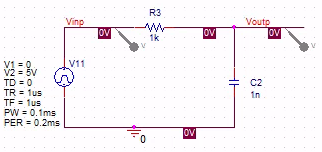 R3
Vinp
Voutp
0V
0V
0V
V
1k
V
V11
V1 = 0
V2 = 5V
TD = 0
TR = 1us
TF = 1us
PW = 0.1ms
PER = 0.2ms
C2
1n
0V
0